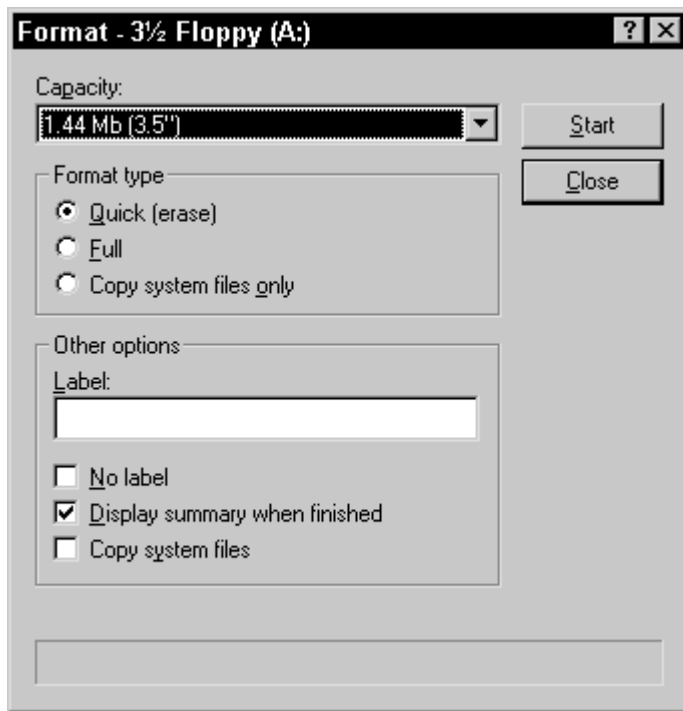 Format - 3½ Floppy (A:)
Capacity:
1.44 Mb (3.5")
Start
Format type
Close
Quick (erase)
Full
Copy system files only
Other options
Label:
No label
Display summary when finished
Copy system files